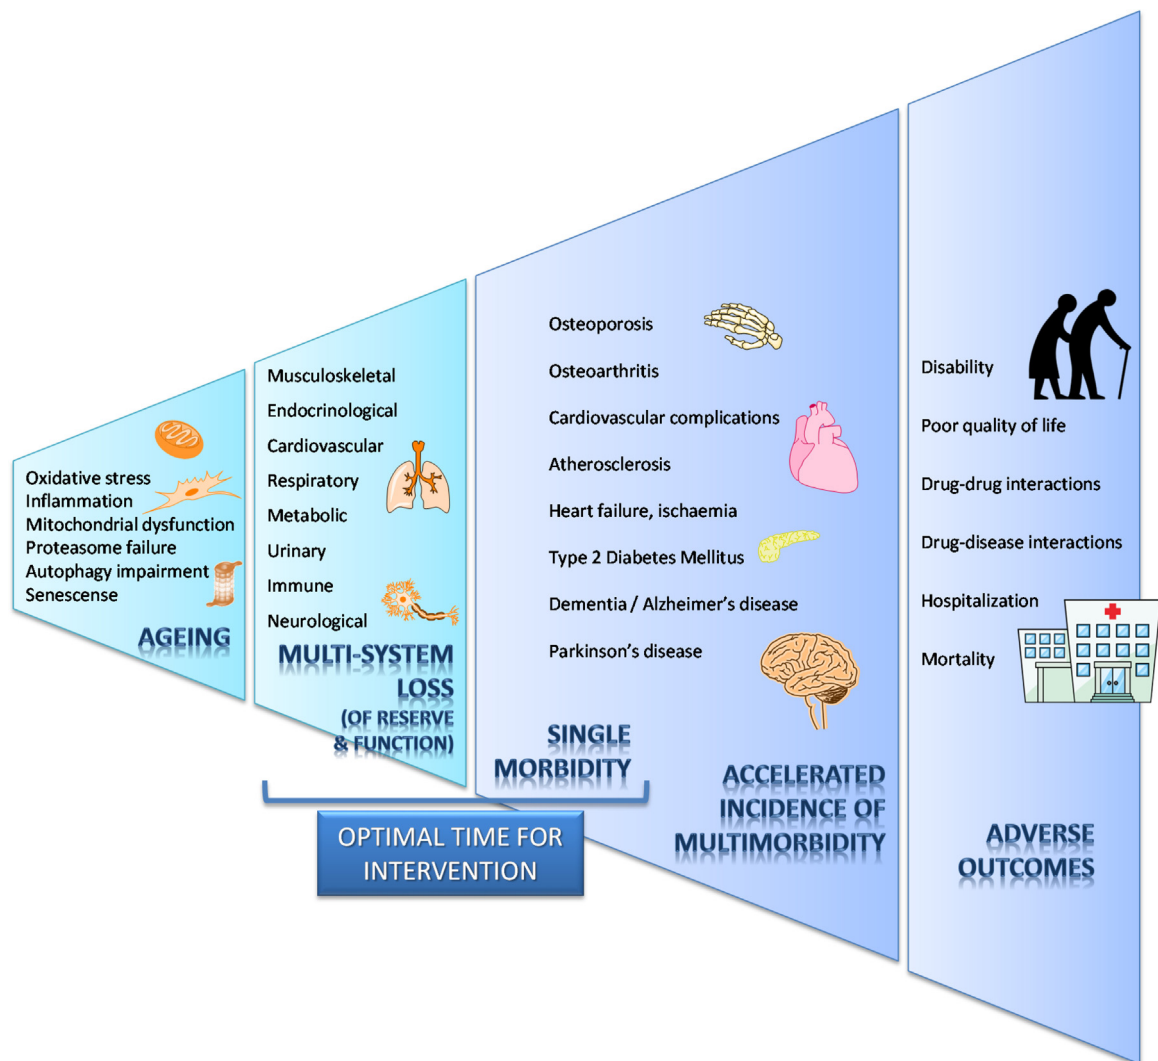 Oxidative stress
Inflammation
Mitochondrial dysfunction
Proteasome failure
Autophagy impairment
Senescense
AGEING
Musculoskeletal
Endocrinological
Cardiovascular
Respiratory
Metabolic
Urinary
Immune
Neurological
MULTI-SYSTEM
LOSS
(OF RESERVE
& FUNCTION)
Osteoporosis
Osteoarthritis
Cardiovascular complications
Atherosclerosis
Heart failure, ischaemia
Type 2 Diabetes Mellitus
Dementia / Alzheimer's disease
Parkinson's disease
SINGLE
MORBIDITY
ACCELERATED
INCIDENCE OF
MULTIMORBIDITY
OPTIMAL TIME FOR
INTERVENTION
Disability
Poor quality of life
Drug-drug interactions
Drug-disease interactions
Hospitalization
Mortality
ADVERSE
OUTCOMES